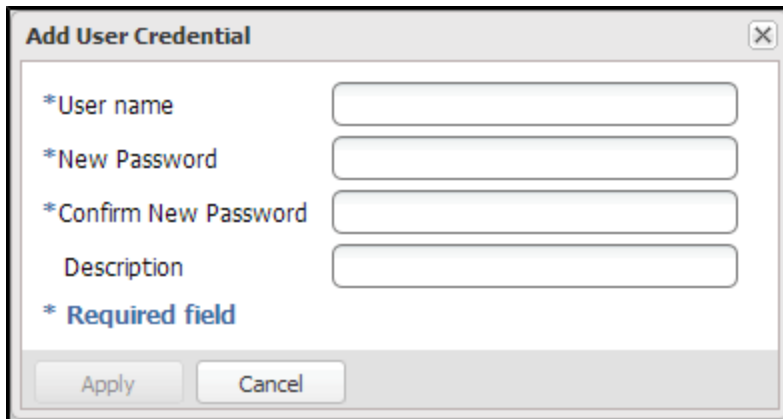 Add User Credential
*User name
*New Password
*Confirm New Password
Description
* Required field
Apply Cancel